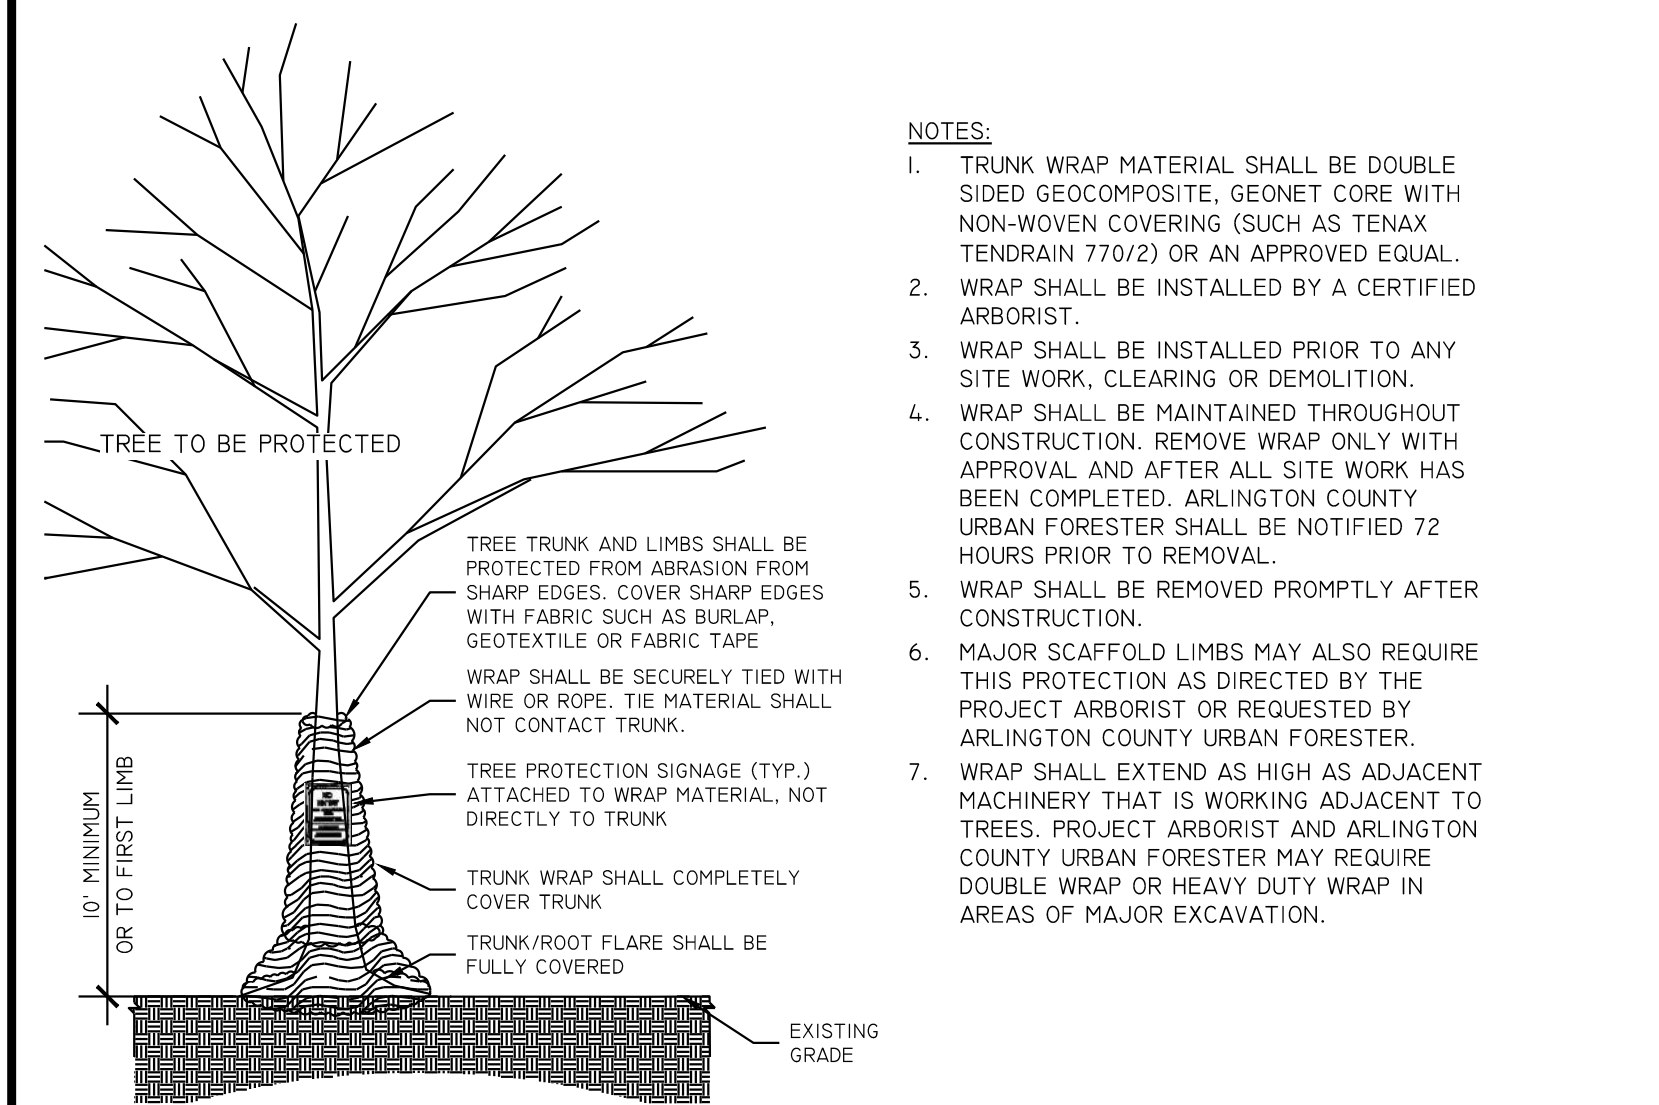 NOTES:
1. TRUNK WRAP MATERIAL SHALL BE DOUBLE
SIDED GEOCOMPOSITE, GEONET CORE WITH
NON-WOVEN COVERING (SUCH AS TENAX
TENDRAIN 770/2) OR AN APPROVED EQUAL.
2. WRAP SHALL BE INSTALLED BY A CERTIFIED
ARBORIST.
3. WRAP SHALL BE INSTALLED PRIOR TO ANY
SITE WORK, CLEARING OR DEMOLITION.
4. WRAP SHALL BE MAINTAINED THROUGHOUT
CONSTRUCTION. REMOVE WRAP ONLY WITH
APPROVAL AND AFTER ALL SITE WORK HAS
BEEN COMPLETED. ARLINGTON COUNTY
URBAN FORESTER SHALL BE NOTIFIED 72
HOURS PRIOR TO REMOVAL.
5. WRAP SHALL BE REMOVED PROMPTLY AFTER
CONSTRUCTION.
6. MAJOR SCAFFOLD LIMBS MAY ALSO REQUIRE
THIS PROTECTION AS DIRECTED BY THE
PROJECT ARBORIST OR REQUESTED BY
ARLINGTON COUNTY URBAN FORESTER.
7. WRAP SHALL EXTEND AS HIGH AS ADJACENT
MACHINERY THAT IS WORKING ADJACENT TO
TREES. PROJECT ARBORIST AND ARLINGTON
COUNTY URBAN FORESTER MAY REQUIRE
DOUBLE WRAP OR HEAVY DUTY WRAP IN
AREAS OF MAJOR EXCAVATION.
TREE TO BE PROTECTED
TREE TRUNK AND LIMBS SHALL BE
PROTECTED FROM ABRASION FROM
SHARP EDGES. COVER SHARP EDGES
WITH FABRIC SUCH AS BURLAP,
GEOTEXTILE OR FABRIC TAPE
WRAP SHALL BE SECURELY TIED WITH
WIRE OR ROPE. TIE MATERIAL SHALL
NOT CONTACT TRUNK.
TREE PROTECTION SIGNAGE (TYP.)
ATTACHED TO WRAP MATERIAL, NOT
DIRECTLY TO TRUNK
TRUNK WRAP SHALL COMPLETELY
COVER TRUNK
TRUNK/ROOT FLARE SHALL BE
FULLY COVERED
10' MINIMUM
OR TO FIRST LIMB
EXISTING
GRADE